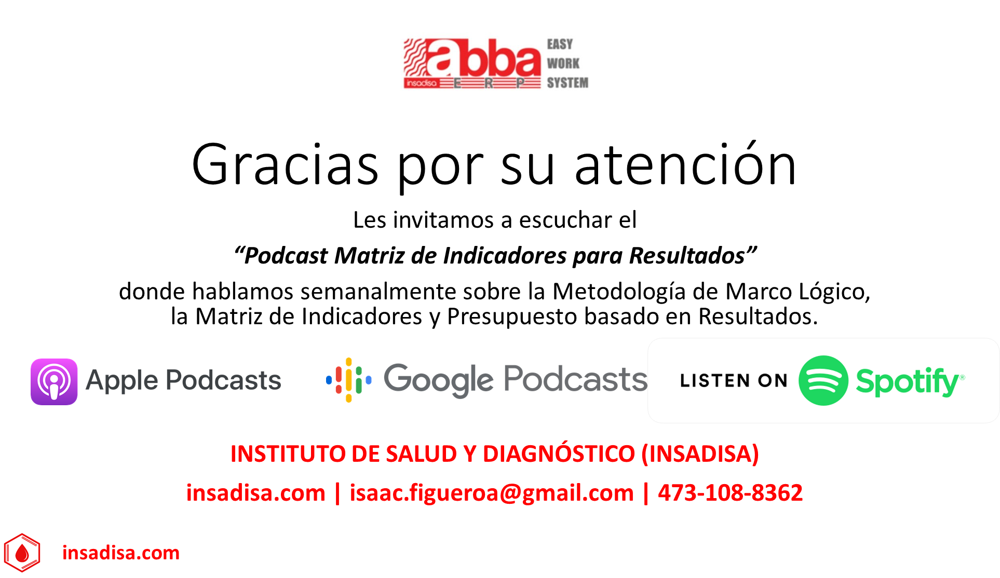 abba
EASY
WORK
SYSTEM
insadisa E R P
Gracias por su atención
Les invitamos a escuchar el
“Podcast Matriz de Indicadores para Resultados”
donde hablamos semanalmente sobre la Metodología de Marco Lógico,
la Matriz de Indicadores y Presupuesto basado en Resultados.
Apple Podcasts
Google Podcasts
LISTEN ON Spotify®
INSTITUTO DE SALUD Y DIAGNÓSTICO (INSADISA)
insadisa.com | isaac.figueroa@gmail.com | 473-108-8362
insadisa.com